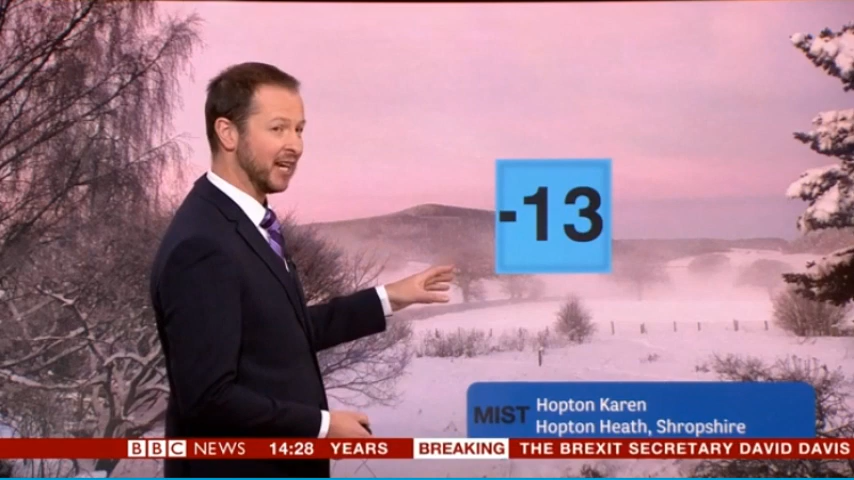 -13
MIST
Hopton Karen
Hopton Heath, Shropshire
BBC NEWS 14:28 YEARS BREAKING THE BREXIT SECRETARY DAVID DAVIS